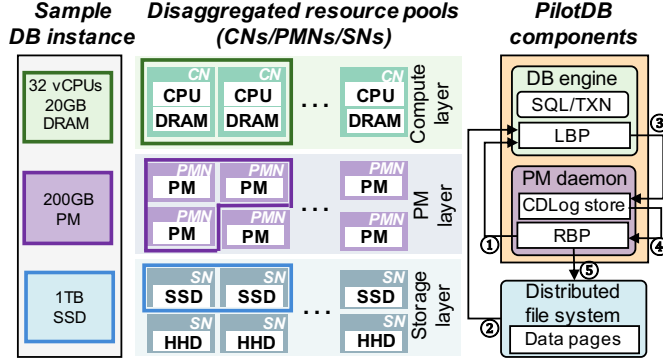 Sample
DB instance
Disaggregated resource pools
(CNs/PMNs/SNs)
PilotDB
components
32 vCPUs
20GB
DRAM
200GB
PM
1TB
SSD
CN
CPU
DRAM
CN
CPU
DRAM
...
CN
CPU
DRAM
Compute
layer
PMN
PM
PMN
PM
PMN
PM
PMN
PM
PMN
PM
...
PMN
PM
PM
layer
SN
SSD
SN
SSD
SN
SSD
SN
HHD
SN
HHD
...
SN
HHD
Storage
layer
DB engine
SQL/TXN
LBP
③
PM daemon
CDLog store
RBP
①
④
⑤
②
Distributed
file system
Data pages